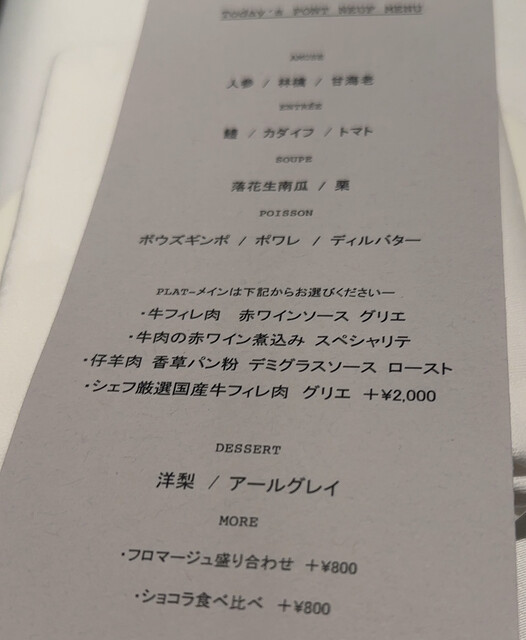 Today's PONT NEUF MENU
AMUSE
人参 / 林檎 / 甘海老
ENTRÉE
鱧 / カダイフ / トマト
SOUPE
落花生南瓜 / 栗
POISSON
ボウズギンポ / ポワレ / ディルバター
PLAT-メインは下記からお選びください—
・牛フィレ肉 赤ワインソース グリエ
・牛肉の赤ワイン煮込み スペシャリテ
・仔羊肉 香草パン粉 デミグラスソース ロースト
・シェフ厳選国産牛フィレ肉 グリエ +¥2,000
DESSERT
洋梨 / アールグレイ
MORE
・フロマージュ盛り合わせ +¥800
・ショコラ食べ比べ +¥800